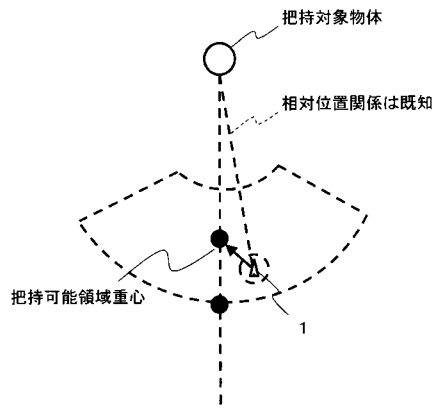 把持対象物体
相対位置関係は既知
把持可能領域重心
1